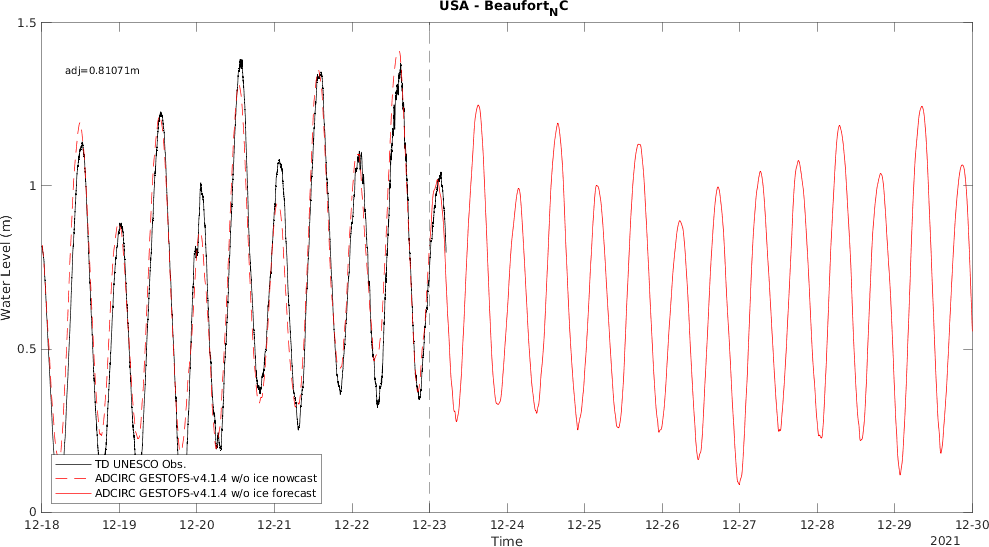 USA - Beaufort_NC
1.5
adj=0.81071m
1
Water Level (m)
0.5
TD UNESCO Obs.
ADCIRC GESTOFS-v4.1.4 w/o ice nowcast
ADCIRC GESTOFS-v4.1.4 w/o ice forecast
0
12-18 12-19 12-20 12-21 12-22 12-23 12-24 12-25 12-26 12-27 12-28 12-29 12-30
Time
2021